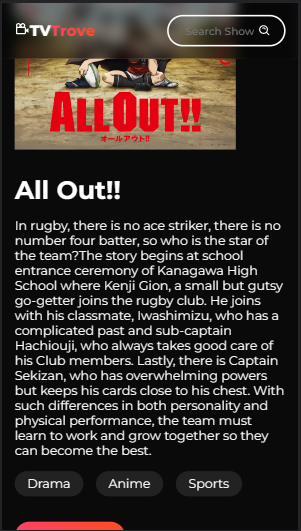 TVTrove
Search Show
ALLOUT!!
オールアウト!!
All Out!!
In rugby, there is no ace striker, there is no
number four batter, so who is the star of
the team?The story begins at school
entrance ceremony of Kanagawa High
School where Kenji Gion, a small but gutsy
go-getter joins the rugby club. He joins
with his classmate, Iwashimizu, who has a
complicated past and sub-captain
Hachiouji, who always takes good care of
his Club members. Lastly, there is Captain
Sekizan, who has overwhelming powers
but keeps his cards close to his chest. With
such differences in both personality and
physical performance, the team must
learn to work and grow together so they
can become the best.
Drama Anime Sports